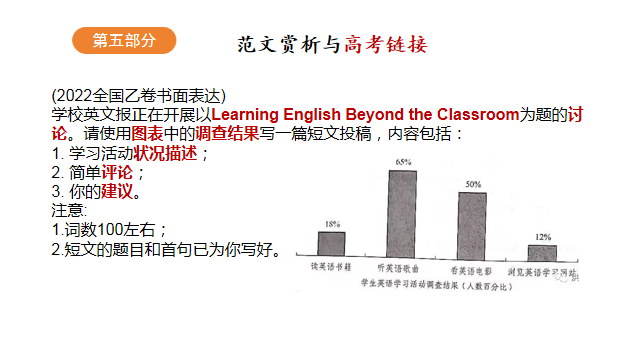 第五部分
范文赏析与高考链接
(2022全国乙卷书面表达)
学校英文报正在开展以Learning English Beyond the Classroom为题的讨
论。请使用图表中的调查结果写一篇短文投稿，内容包括：
1. 学习活动状况描述；
2. 简单评论；
3. 你的建议。
注意:
1.词数100左右；
2.短文的题目和首句已为你写好。
18%
65%
50%
12%
读英语书籍
听英语歌曲
看英语电影
浏览英语学习网站
学生英语学习活动调查结果（人数百分比）